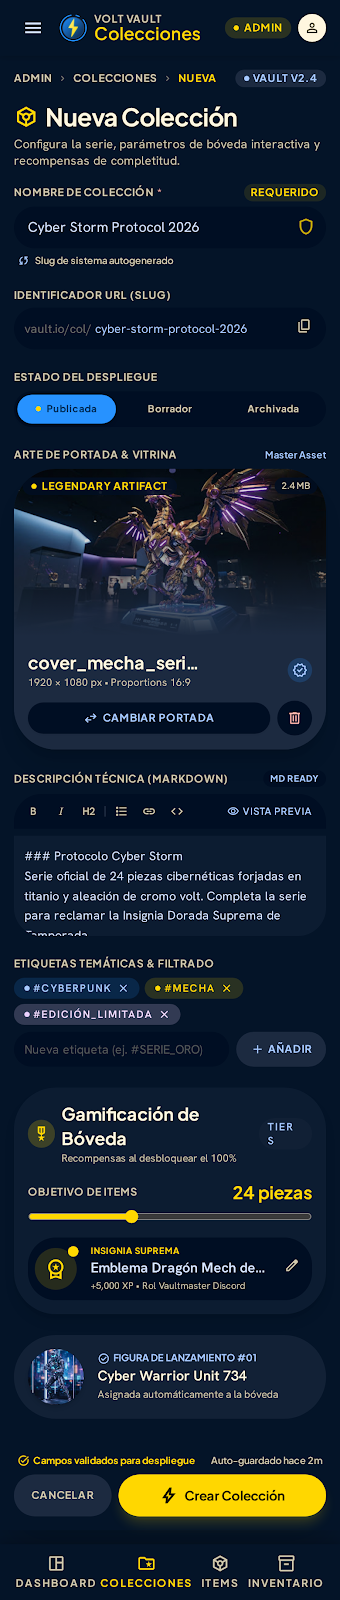 VOLT VAULT
Colecciones
ADMIN
ADMIN > COLECCIONES > NUEVA
VAULT V2.4
Nueva Colección
Configura la serie, parámetros de bóveda interactiva y
recompensas de completitud.
NOMBRE DE COLECCIÓN *
REQUERIDO
Cyber Storm Protocol 2026
Slug de sistema autogenerado
IDENTIFICADOR URL (SLUG)
vault.io/col/ cyber-storm-protocol-2026
ESTADO DEL DESPLIEGUE
Publicada
Borrador
Archivada
ARTE DE PORTADA & VITRINA
Master Asset
LEGENDARY ARTIFACT
2.4 MB
cover_mecha_seri...
1920 × 1080 px • Proportions 16:9
CAMBIAR PORTADA
DESCRIPCIÓN TÉCNICA (MARKDOWN)
MD READY
B I H2
VISTA PREVIA
### Protocolo Cyber Storm
Serie oficial de 24 piezas cibernéticas forjadas en
titanio y aleación de cromo volt. Completa la serie
para reclamar la Insignia Dorada Suprema de
Temporada
ETIQUETAS TEMÁTICAS & FILTRADO
#CYBERPUNK ×
#MECHA ×
#EDICIÓN_LIMITADA ×
Nueva etiqueta (ej. #SERIE_ORO)
+ AÑADIR
Gamificación de
Bóveda
TIER
S
Recompensas al desbloquear el 100%
OBJETIVO DE ITEMS
24 piezas
INSIGNIA SUPREMA
Emblema Dragón Mech de...
+5,000 XP • Rol Vaultmaster Discord
FIGURA DE LANZAMIENTO #01
Cyber Warrior Unit 734
Asignada automáticamente a la bóveda
Campos validados para despliegue
Auto-guardado hace 2m
CANCELAR
Crear Colección
DASHBOARD
COLECCIONES
ITEMS
INVENTARIO